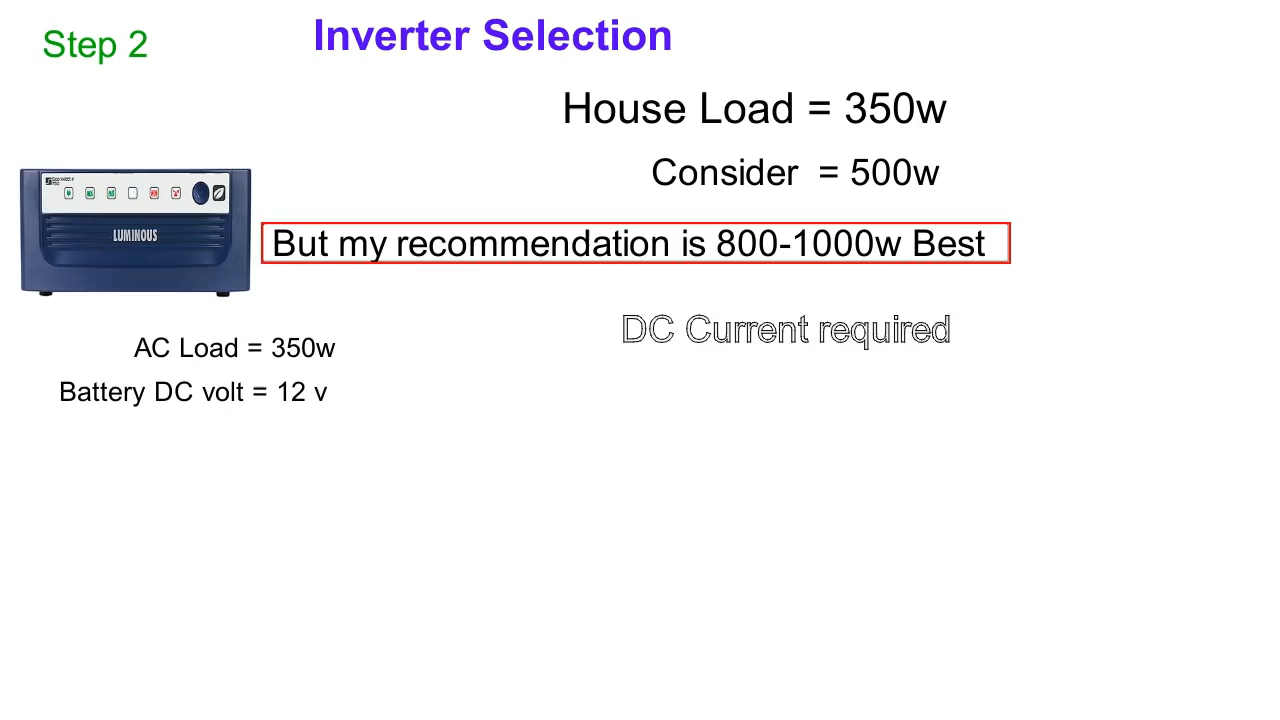 Step 2
Inverter Selection
House Load = 350w
Consider = 500w
LUMINOUS
But my recommendation is 800-1000w Best
DC Current required
AC Load = 350w
Battery DC volt = 12 v